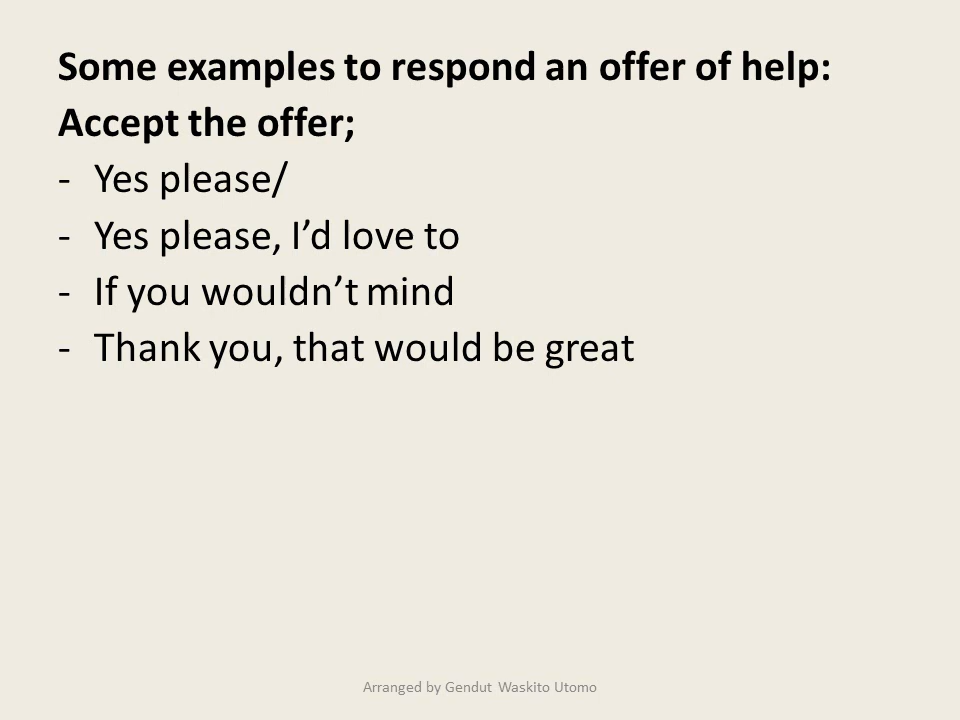 Some examples to respond an offer of help:
Accept the offer;
- Yes please/
- Yes please, I’d love to
- If you wouldn’t mind
- Thank you, that would be great
Arranged by Gendut Waskito Utomo